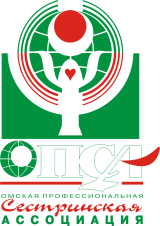 ОПСА
ОМСКАЯ ПРОФЕССИОНАЛЬНАЯ
Сестринская
АССОЦИАЦИЯ